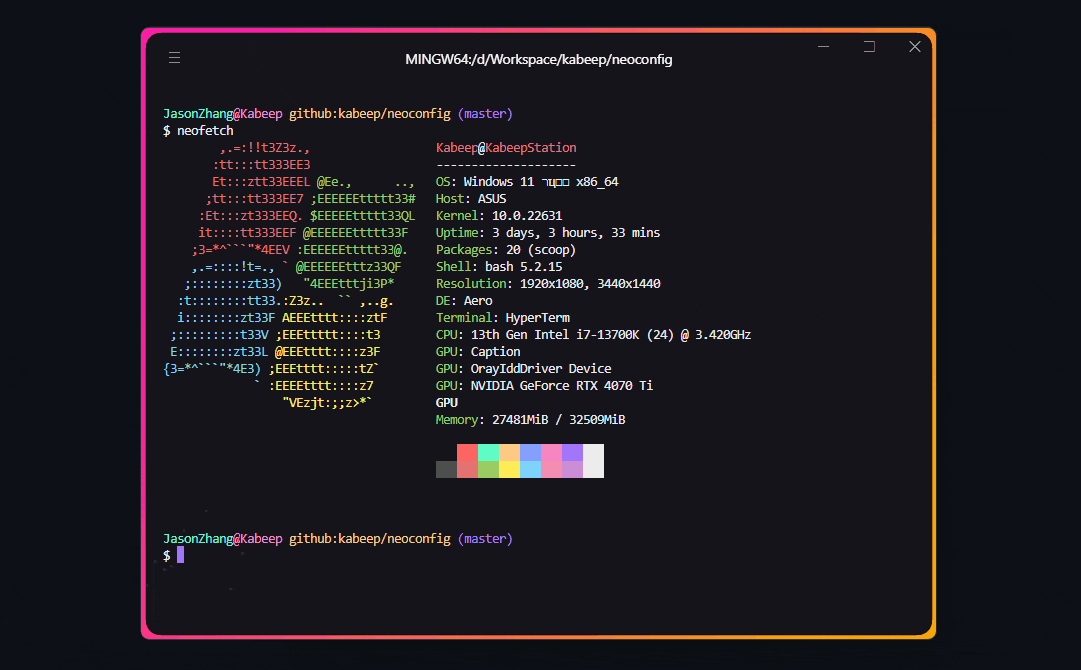 MINGW64:/d/Workspace/kabeep/neoconfig
JasonZhang@Kabeep github:kabeep/neoconfig (master)
$ neofetch
,.=:!!t3Z3z., Kabeep@KabeepStation
:tt:::tt333EE3 --------------------
Et:::ztt33EEEL @Ee., .., OS: Windows 11 x86_64
;tt:::tt333EE7 ;EEEEEEttttt33# Host: ASUS
:Et:::zt333EEQ. $EEEEEttttt33QL Kernel: 10.0.22631
it::::tt333EEF @EEEEEEttttt33F Uptime: 3 days, 3 hours, 33 mins
;3=*^```"*4EEV :EEEEEEttttt33@. Packages: 20 (scoop)
,.=::::!t=., ` @EEEEEEtttz33QF Shell: bash 5.2.15
;::::::::zt33) "4EEEtttji3P* Resolution: 1920x1080, 3440x1440
:t::::::::tt33.:Z3z.. `` ,..g. DE: Aero
i::::::::zt33F AEEEtttt::::ztF Terminal: HyperTerm
;:::::::::t33V ;EEEttttt::::t3 CPU: 13th Gen Intel i7-13700K (24) @ 3.420GHz
E::::::::zt33L @EEEtttt::::z3F GPU: Caption
{3=*^```"*4E3) ;EEEtttt:::::tZ` GPU: OrayIddDriver Device
` :EEEEtttt::::z7 GPU: NVIDIA GeForce RTX 4070 Ti
"VEzjt:;;z>*` GPU
Memory: 27481MiB / 32509MiB
JasonZhang@Kabeep github:kabeep/neoconfig (master)
$